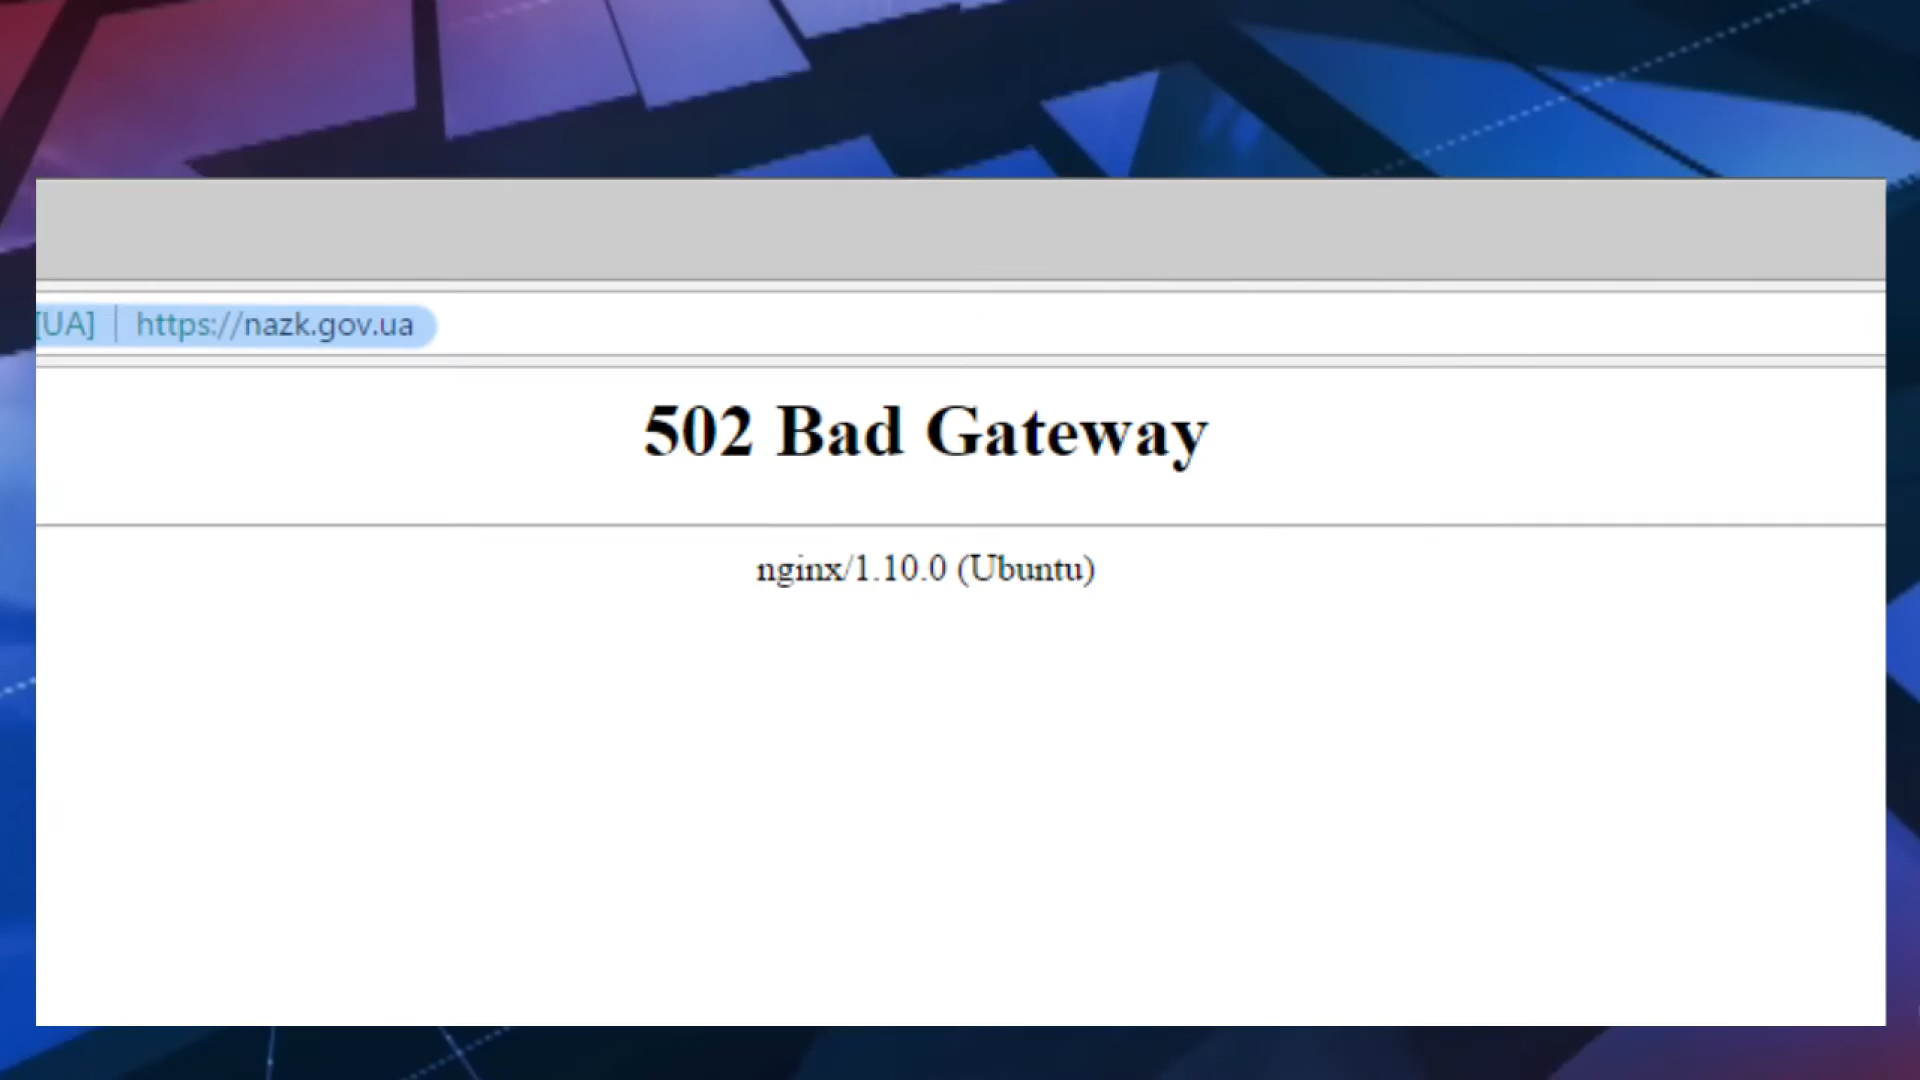 [UA] | https://nazk.gov.ua
502 Bad Gateway
nginx/1.10.0 (Ubuntu)